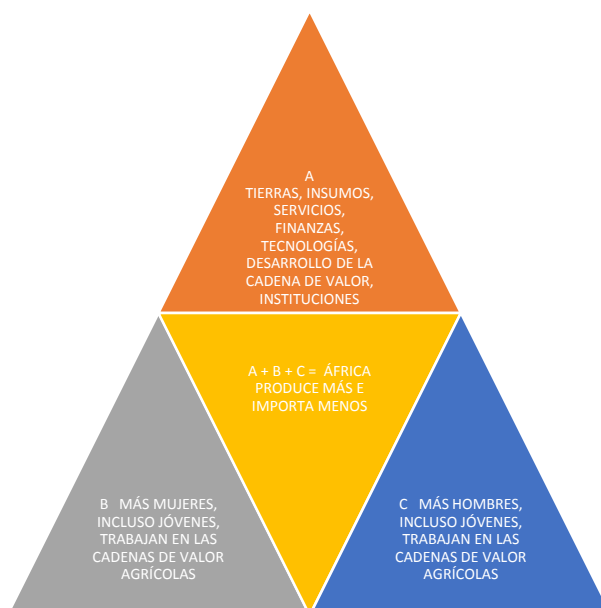 A
TIERRAS, INSUMOS,
SERVICIOS,
FINANZAS,
TECNOLOGÍAS,
DESARROLLO DE LA
CADENA DE VALOR,
INSTITUCIONES
A + B + C = ÁFRICA
PRODUCE MÁS E
IMPORTA MENOS
B MÁS MUJERES,
INCLUSO JÓVENES,
TRABAJAN EN LAS
CADENAS DE VALOR
AGRÍCOLAS
C MÁS HOMBRES,
INCLUSO JÓVENES,
TRABAJAN EN LAS
CADENAS DE VALOR
AGRÍCOLAS